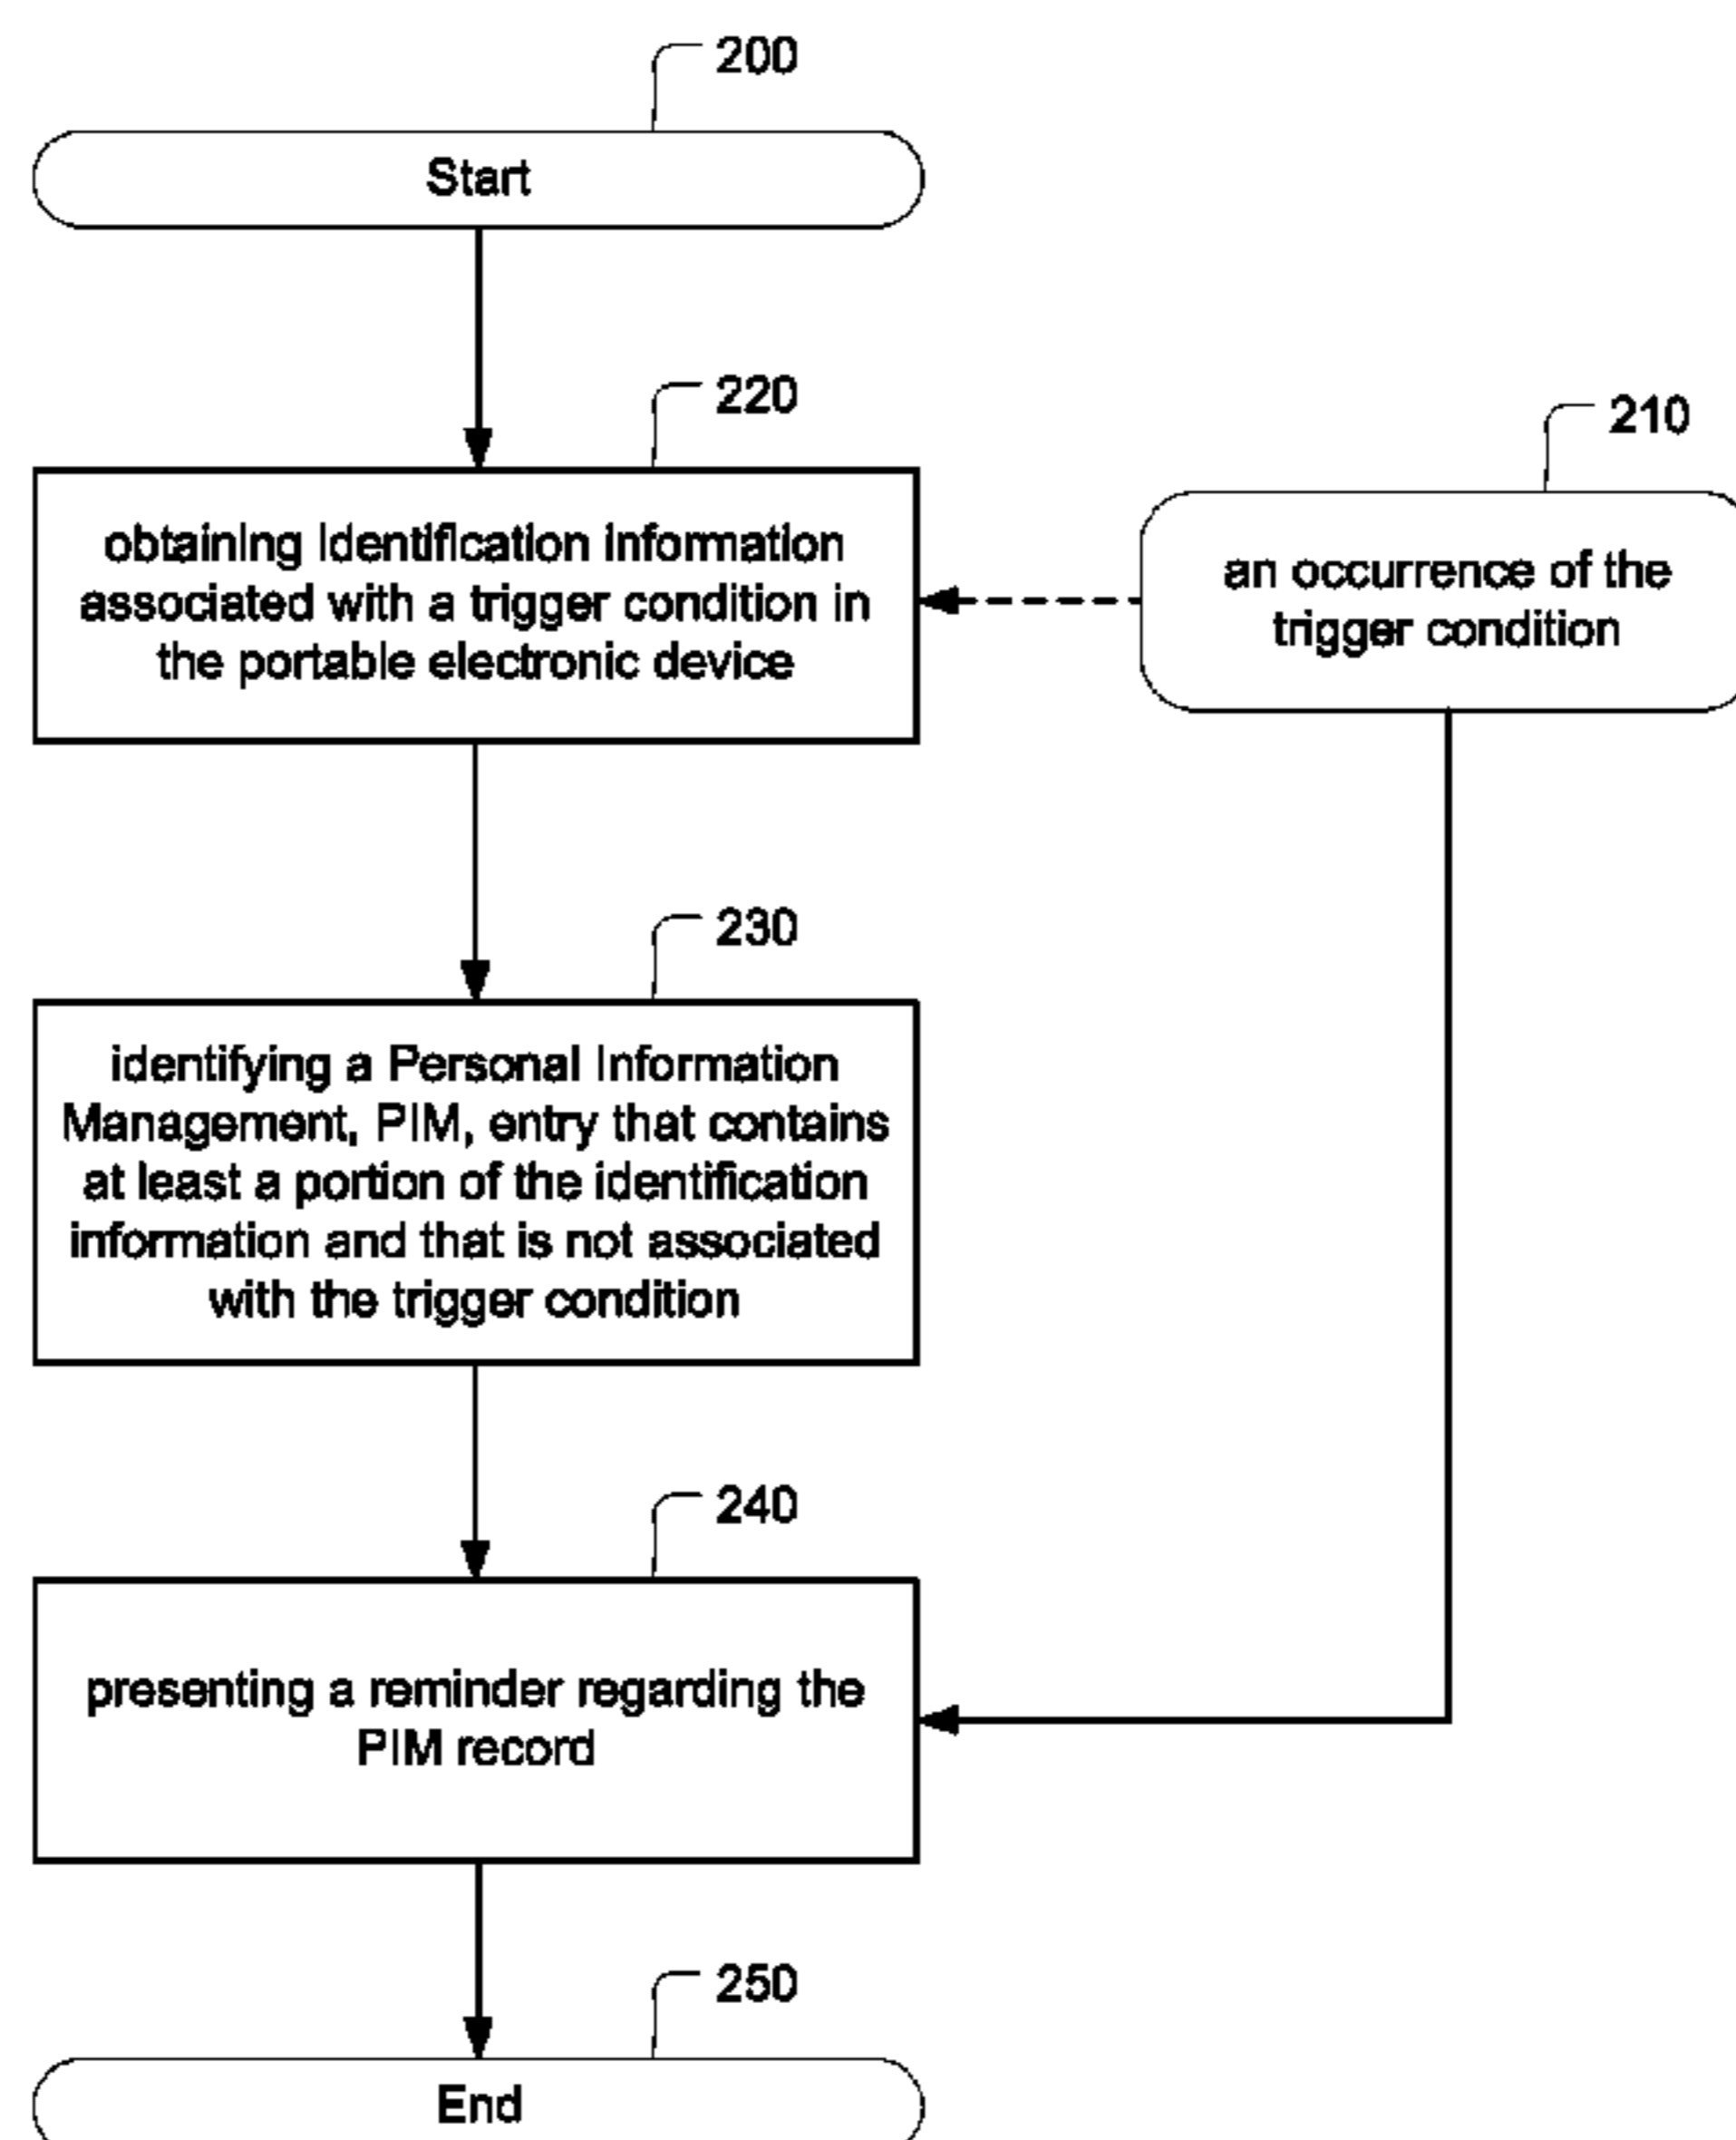 200
Start
220
obtaining identification information
associated with a trigger condition in
the portable electronic device
210
an occurrence of the
trigger condition
230
identifying a Personal Information
Management, PIM, entry that contains
at least a portion of the identification
information and that is not associated
with the trigger condition
240
presenting a reminder regarding the
PIM record
250
End